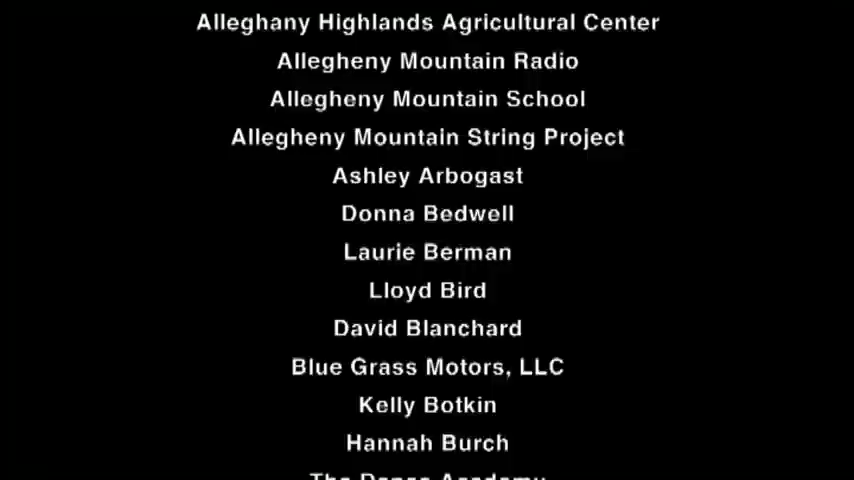 Alleghany Highlands Agricultural Center
Allegheny Mountain Radio
Allegheny Mountain School
Allegheny Mountain String Project
Ashley Arbogast
Donna Bedwell
Laurie Berman
Lloyd Bird
David Blanchard
Blue Grass Motors, LLC
Kelly Botkin
Hannah Burch
The Dance Academy